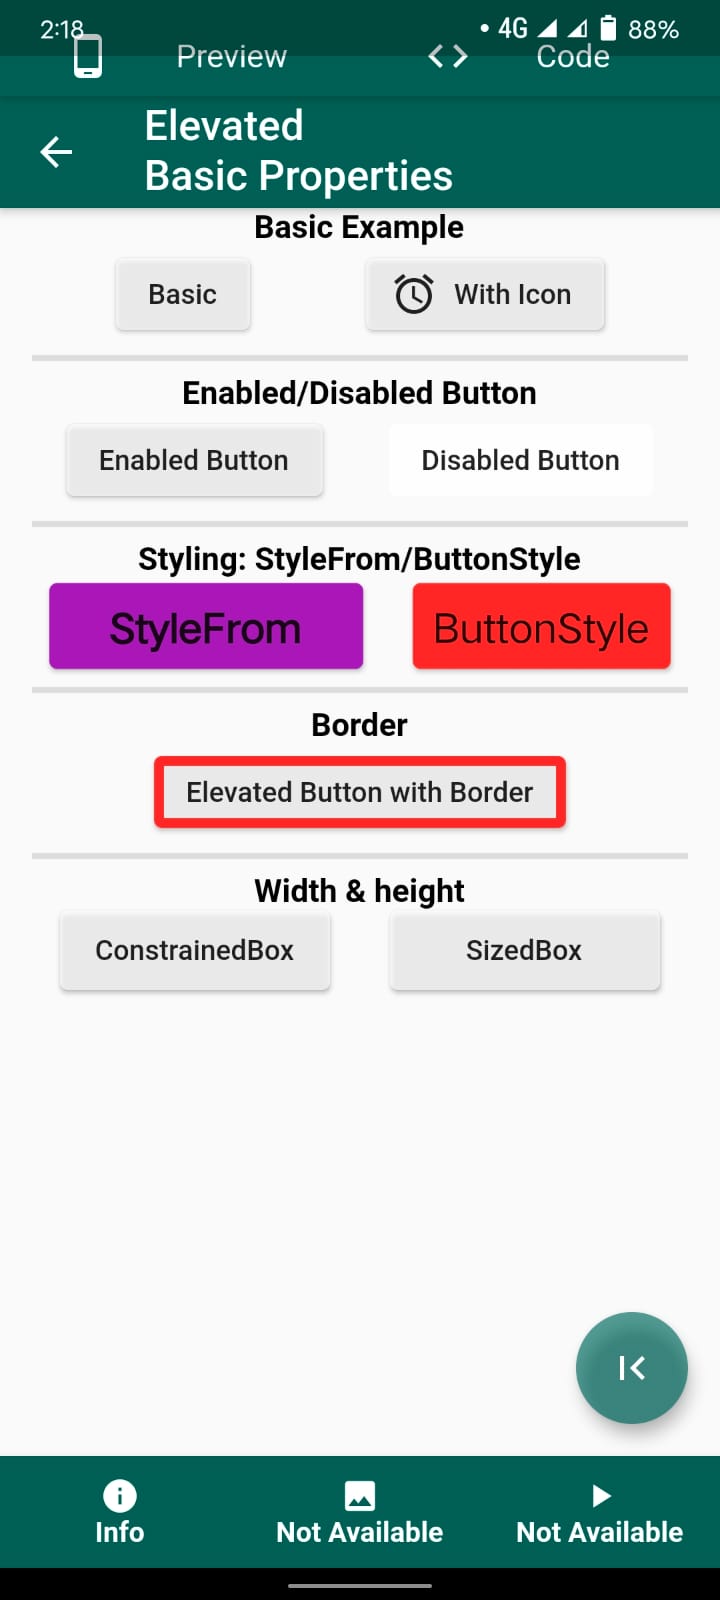 2:18 • 4G 88%
Preview <> Code
Elevated
Basic Properties
Basic Example
Basic With Icon
Enabled/Disabled Button
Enabled Button Disabled Button
Styling: StyleFrom/ButtonStyle
StyleFrom ButtonStyle
Border
Elevated Button with Border
Width & height
ConstrainedBox SizedBox
Info Not Available Not Available